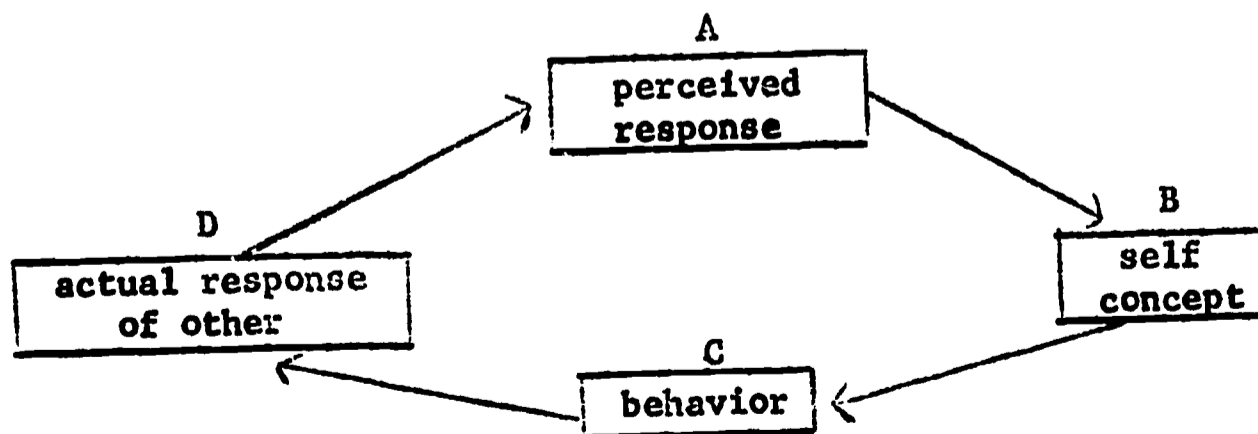 A
perceived
response
B
self
concept
D
actual response
of other
C
behavior